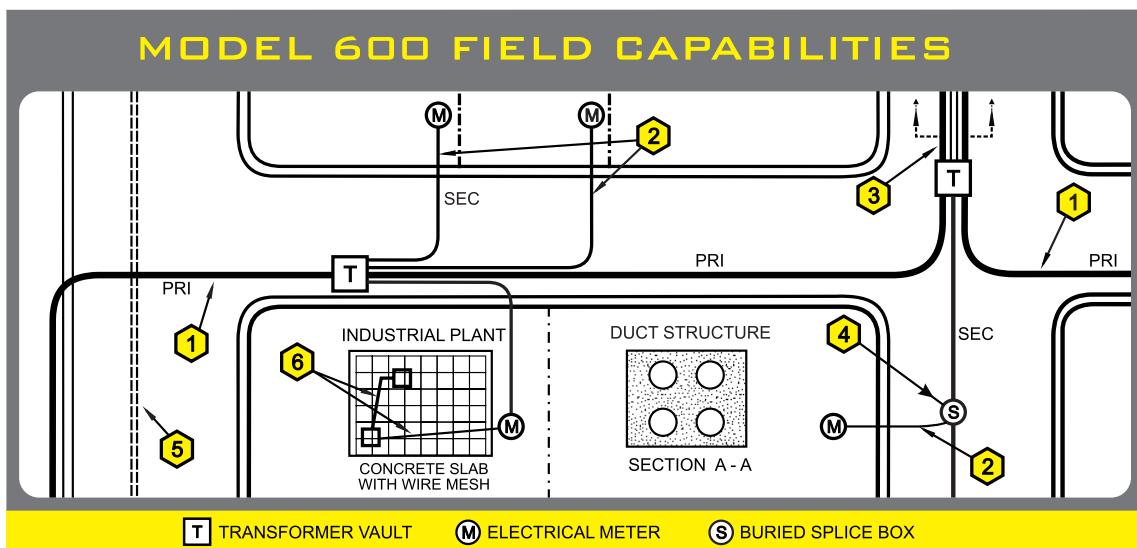 MODEL 600 FIELD CAPABILITIES
M
M
2
SEC
3
T
1
PRI
T
PRI
PRI
1
INDUSTRIAL PLANT
6
DUCT STRUCTURE
4
SEC
M
M
S
5
CONCRETE SLAB
WITH WIRE MESH
SECTION A - A
2
T TRANSFORMER VAULT M ELECTRICAL METER S BURIED SPLICE BOX